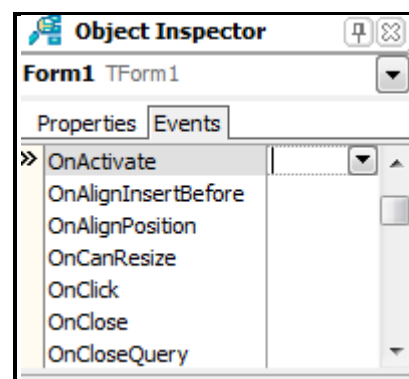 Object Inspector
Form1 TForm1
Properties Events
OnActivate
OnAlignInsertBefore
OnAlignPosition
OnCanResize
OnClick
OnClose
OnCloseQuery